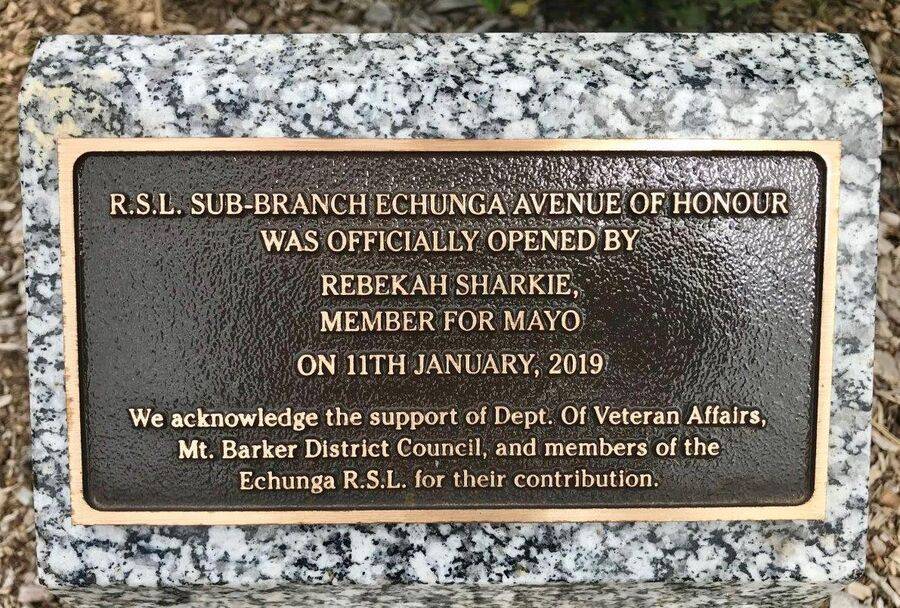 R.S.L. SUB-BRANCH ECHUNGA AVENUE OF HONOUR
WAS OFFICIALLY OPENED BY
REBEKAH SHARKIE,
MEMBER FOR MAYO
ON 11TH JANUARY, 2019
We acknowledge the support of Dept. Of Veteran Affairs,
Mt. Barker District Council, and members of the
Echunga R.S.L. for their contribution.